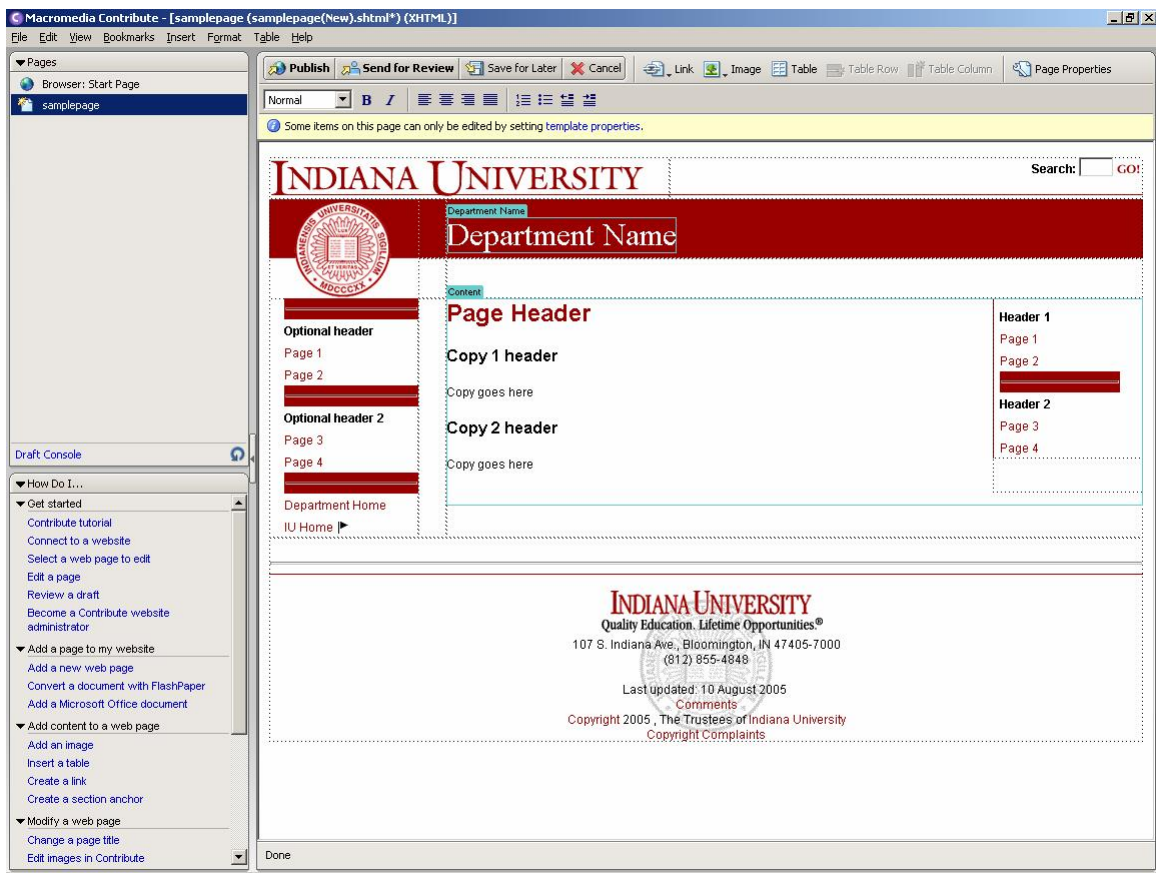 Macromedia Contribute - [samplepage (samplepage(New).shtml*) (XHTML)]
File Edit View Bookmarks Insert Format Table Help
Pages
Browser: Start Page
samplepage
Draft Console
How Do I...
Get started
Contribute tutorial
Connect to a website
Select a web page to edit
Edit a page
Review a draft
Become a Contribute website
administrator
Add a page to my website
Add a new web page
Convert a document with FlashPaper
Add a Microsoft Office document
Add content to a web page
Add an image
Insert a table
Create a link
Create a section anchor
Modify a web page
Change a page title
Edit images in Contribute
Publish Send for Review Save for Later Cancel Link Image Table Table Row Table Column Page Properties
Normal B I
Some items on this page can only be edited by setting template properties.
INDIANA UNIVERSITY
Search: GO!
Department Name
Department Name
MDCCCXX
Content
Optional header
Page 1
Page 2
Optional header 2
Page 3
Page 4
Department Home
IU Home
Page Header
Copy 1 header
Copy goes here
Copy 2 header
Copy goes here
Header 1
Page 1
Page 2
Header 2
Page 3
Page 4
INDIANA UNIVERSITY
Quality Education. Lifetime Opportunities.®
107 S. Indiana Ave., Bloomington, IN 47405-7000
(812) 855-4848
Last updated: 10 August 2005
Comments
Copyright 2005 , The Trustees of Indiana University
Copyright Complaints
Done